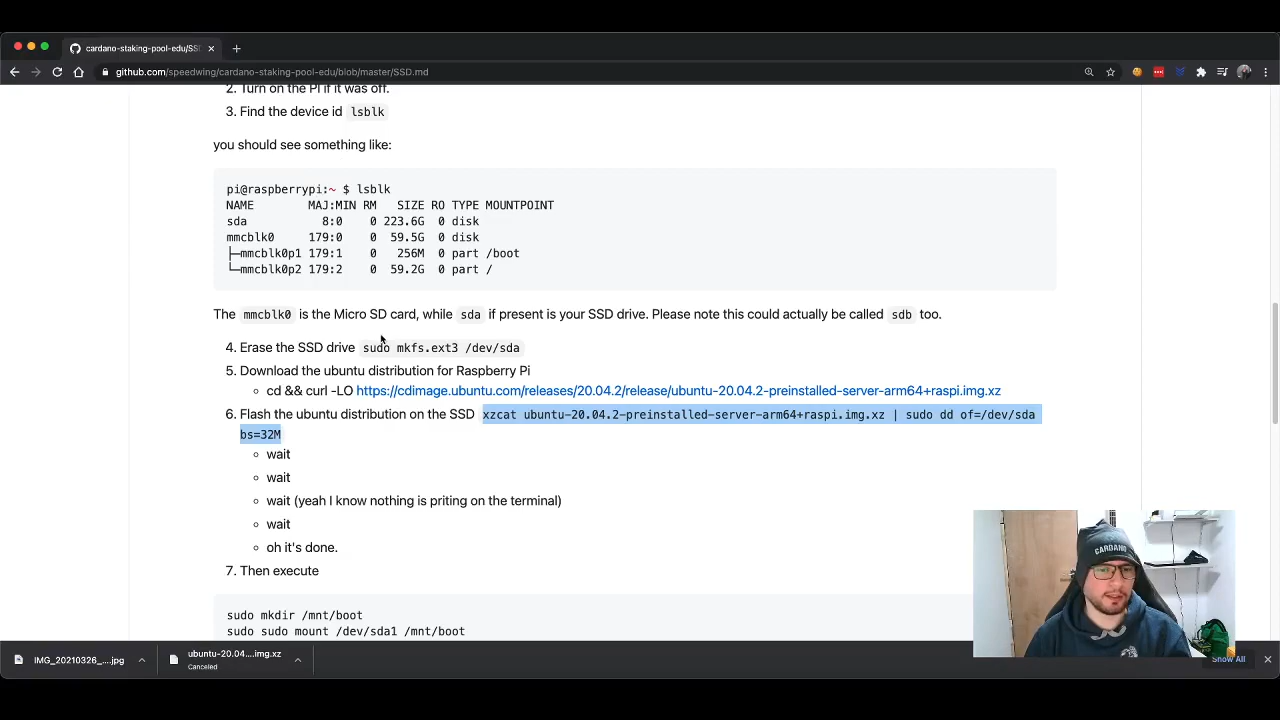 cardano-staking-pool-edu/SS
github.com/speedwing/cardano-staking-pool-edu/blob/master/SSD.md
2. Turn on the PI if it was off.
3. Find the device id lsblk
you should see something like:
pi@raspberrypi:~ $ lsblk
NAME MAJ:MIN RM SIZE RO TYPE MOUNTPOINT
sda 8:0 0 223.6G 0 disk
mmcblk0 179:0 0 59.5G 0 disk
├─mmcblk0p1 179:1 0 256M 0 part /boot
└─mmcblk0p2 179:2 0 59.2G 0 part /
The mmcblk0 is the Micro SD card, while sda if present is your SSD drive. Please note this could actually be called sdb too.
4. Erase the SSD drive sudo mkfs.ext3 /dev/sda
5. Download the ubuntu distribution for Raspberry Pi
cd && curl -LO https://cdimage.ubuntu.com/releases/20.04.2/release/ubuntu-20.04.2-preinstalled-server-arm64+raspi.img.xz
6. Flash the ubuntu distribution on the SSD xzcat ubuntu-20.04.2-preinstalled-server-arm64+raspi.img.xz | sudo dd of=/dev/sda
bs=32M
wait
wait
wait (yeah I know nothing is priting on the terminal)
wait
oh it's done.
7. Then execute
sudo mkdir /mnt/boot
sudo sudo mount /dev/sda1 /mnt/boot
CARDANO
IMG_20210326_....jpg
ubuntu-20.04....img.xz
Canceled
Show All